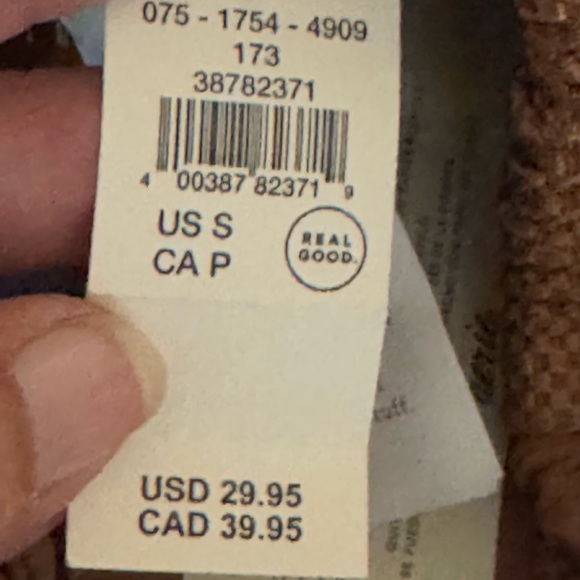 075 - 1754 - 4909
173
38782371
4 00387 82371 9
US S
CA P
REAL
GOOD.
USD 29.95
CAD 39.95